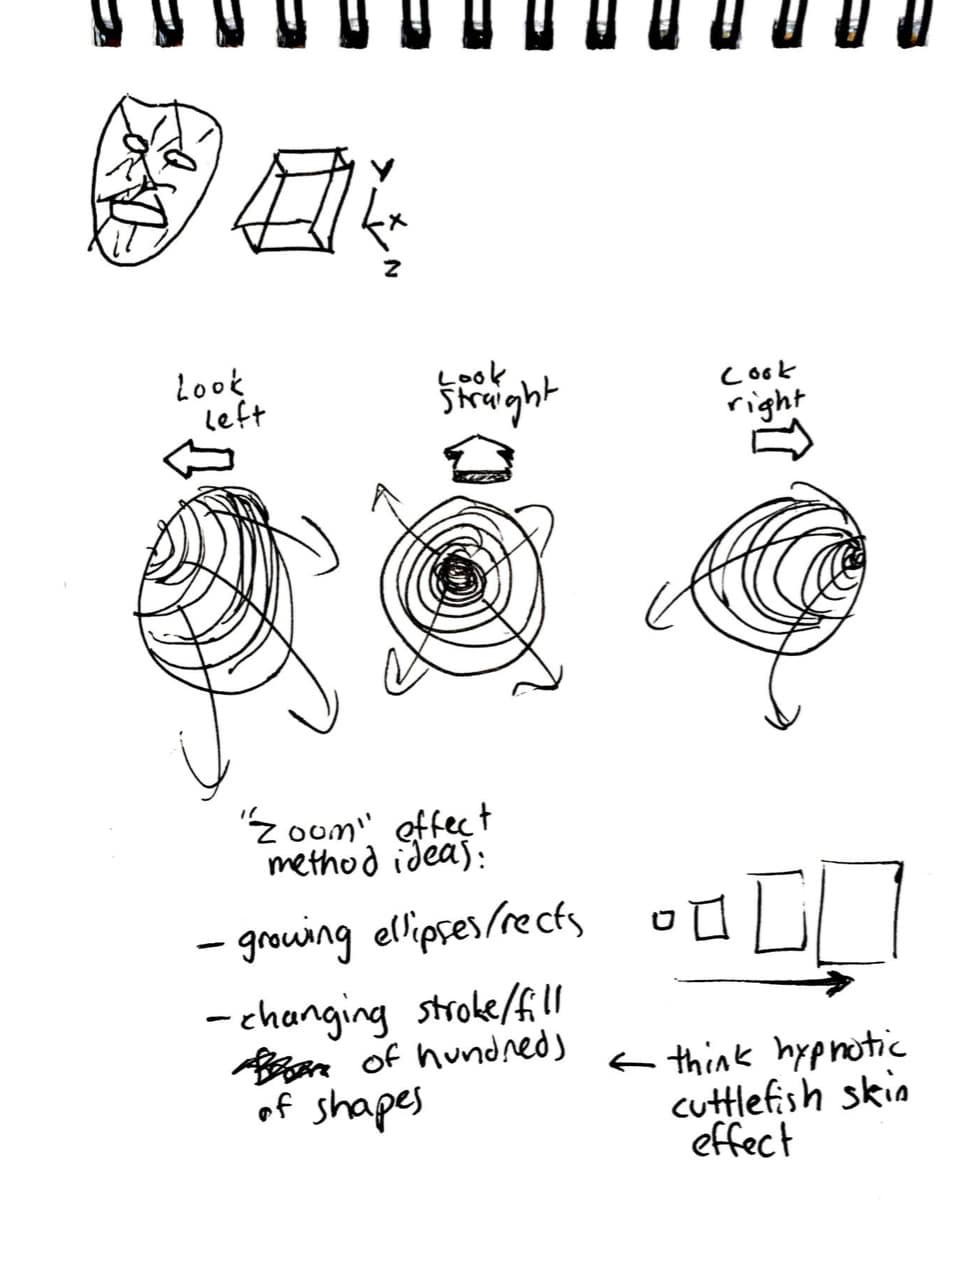 Y
x
z
Look
left
Look
straight
Look
right
"Zoom" effect
method ideas:
- growing ellipses/rects
- changing stroke/fill
of hundreds
of shapes
← think hypnotic
cuttlefish skin
effect